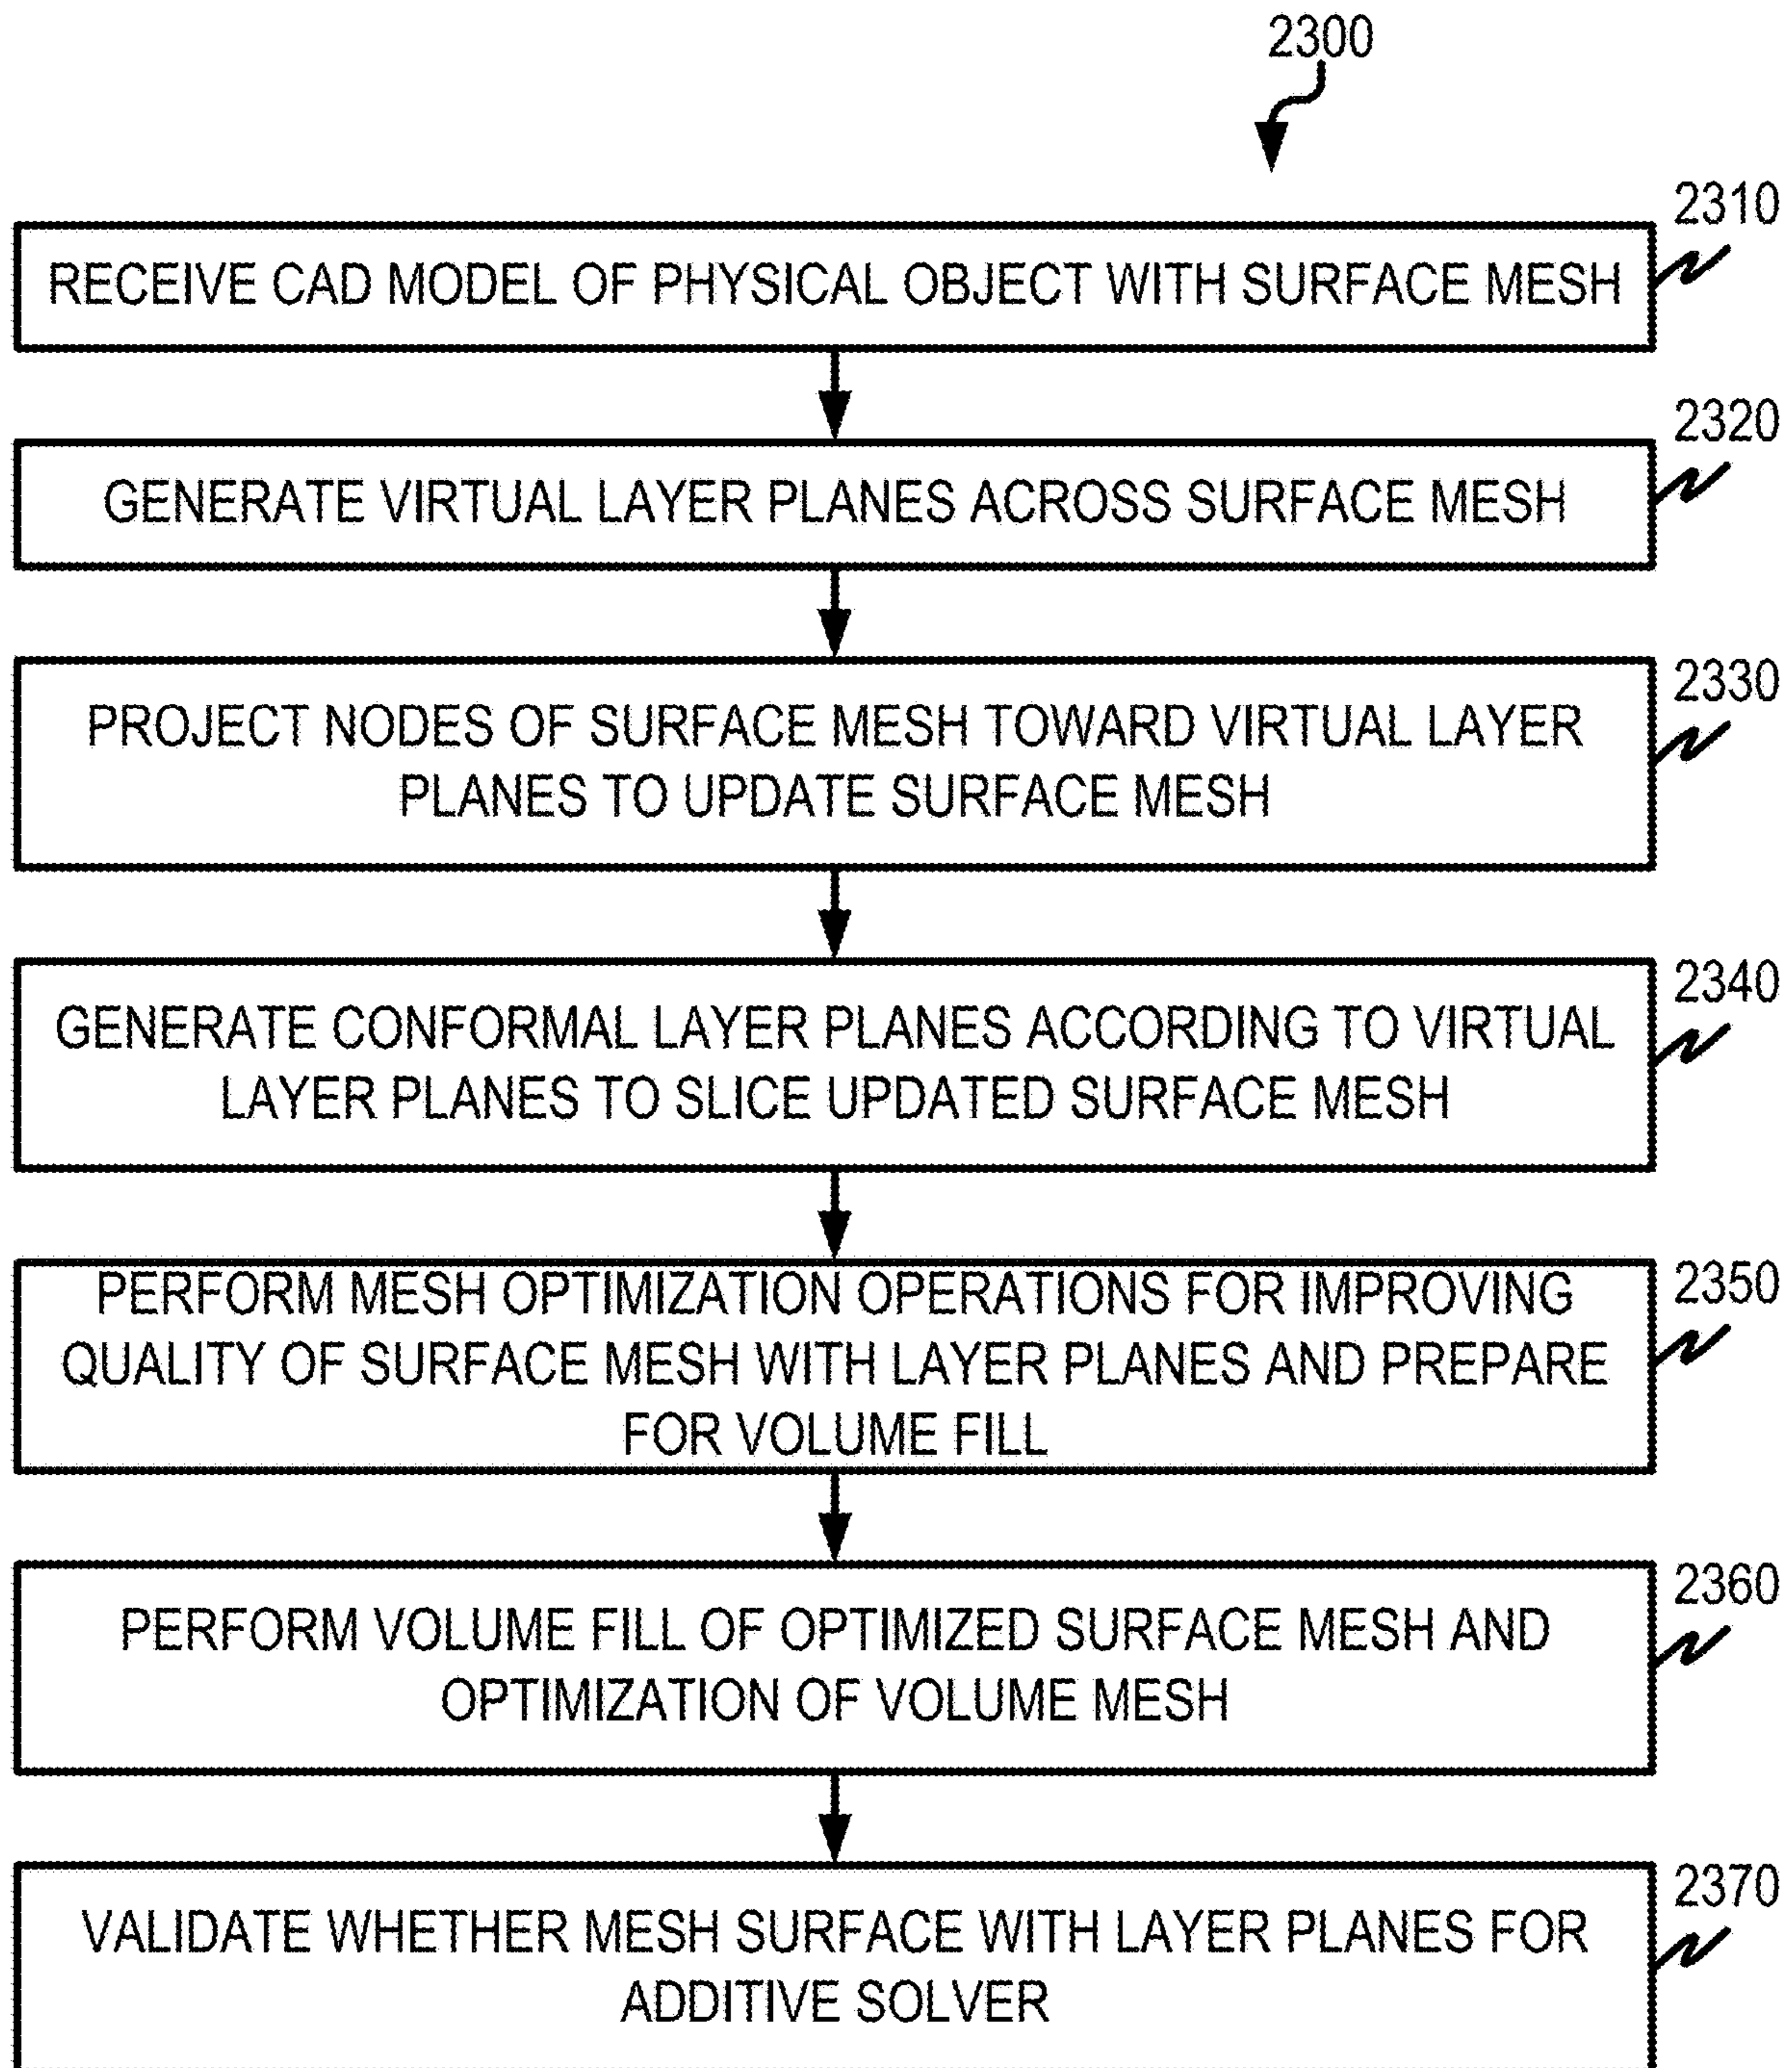 2300
2310
RECEIVE CAD MODEL OF PHYSICAL OBJECT WITH SURFACE MESH
2320
GENERATE VIRTUAL LAYER PLANES ACROSS SURFACE MESH
2330
PROJECT NODES OF SURFACE MESH TOWARD VIRTUAL LAYER
PLANES TO UPDATE SURFACE MESH
2340
GENERATE CONFORMAL LAYER PLANES ACCORDING TO VIRTUAL
LAYER PLANES TO SLICE UPDATED SURFACE MESH
2350
PERFORM MESH OPTIMIZATION OPERATIONS FOR IMPROVING
QUALITY OF SURFACE MESH WITH LAYER PLANES AND PREPARE
FOR VOLUME FILL
2360
PERFORM VOLUME FILL OF OPTIMIZED SURFACE MESH AND
OPTIMIZATION OF VOLUME MESH
2370
VALIDATE WHETHER MESH SURFACE WITH LAYER PLANES FOR
ADDITIVE SOLVER